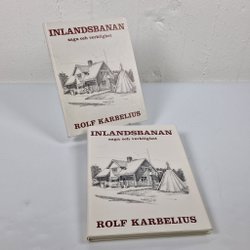 INLANDSBANAN
saga och verklighet
ROLF KARBELIUS
INLANDSBANAN
saga och verklighet
ROLF KARBELIUS